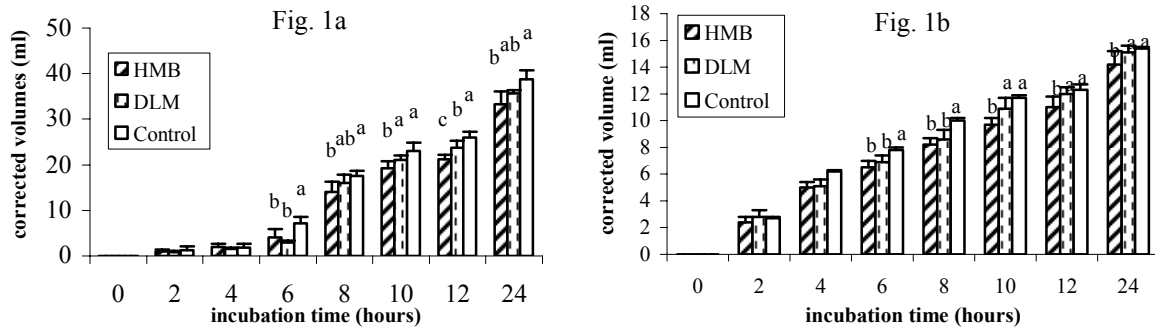 Fig. 1a
corrected volumes (ml)
50
40
30
20
10
0
HMB
DLM
Control
b b a
b ab a
b a a
c b a
b ab a
0 2 4 6 8 10 12 24
incubation time (hours)
Fig. 1b
corrected volume (ml)
18
16
14
12
10
8
6
4
2
0
HMB
DLM
Control
b b a
b b a
b a a
b a a
b a a
0 2 4 6 8 10 12 24
incubation time (hours)